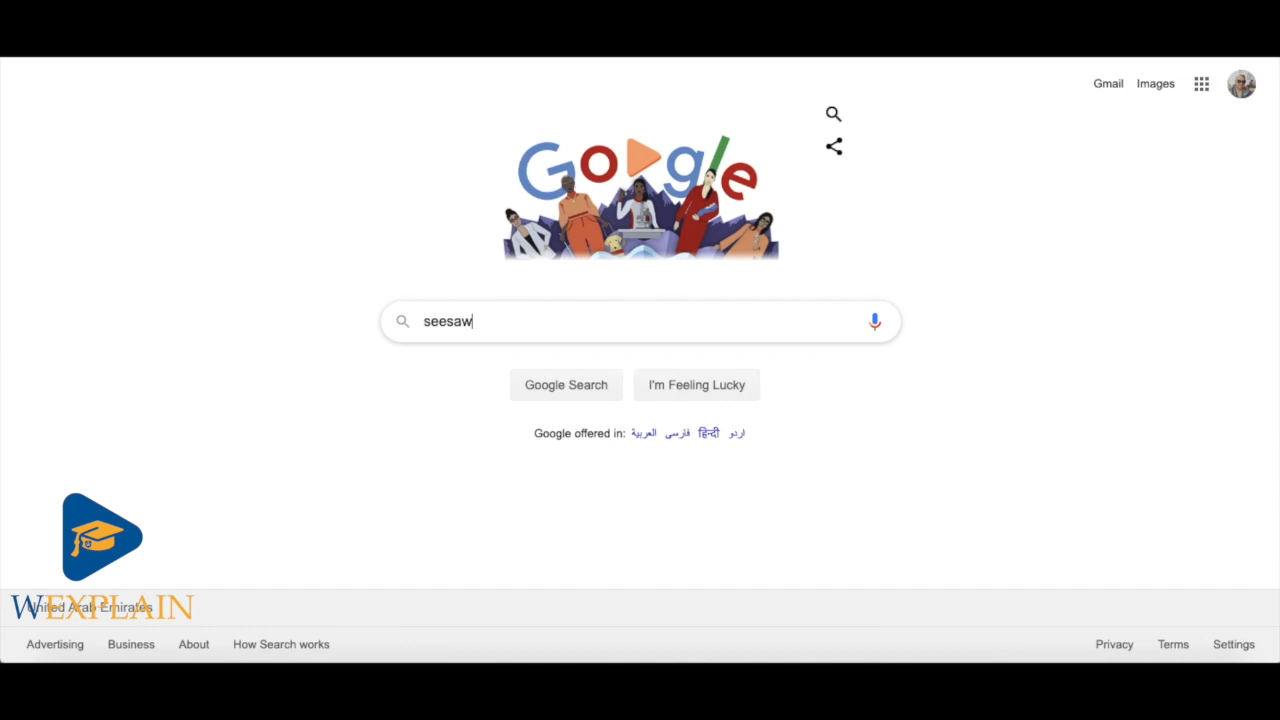 Gmail Images
Google
seesaw
Google Search I'm Feeling Lucky
Google offered in: العربية فارسی हिन्दी اردو
United Arab Emirates
WEXPLAIN
Advertising Business About How Search works Privacy Terms Settings